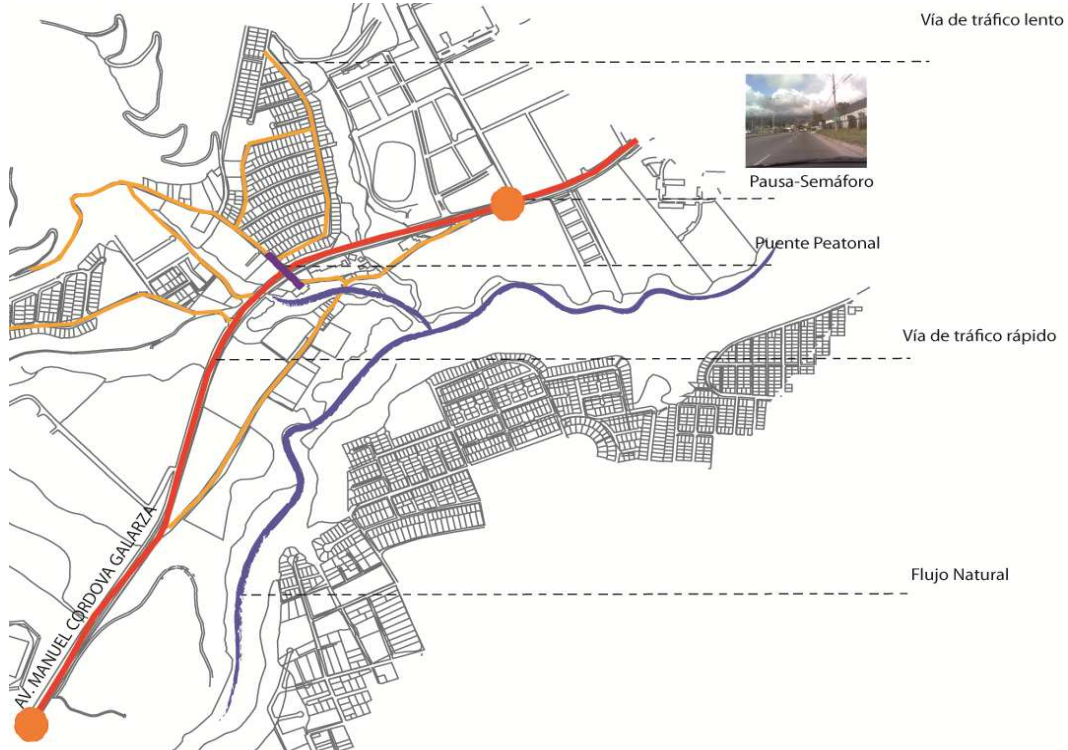 Vía de tráfico lento
Pausa-Semáforo
Puente Peatonal
Vía de tráfico rápido
Flujo Natural
AV. MANUEL CORDOVA GALARZA